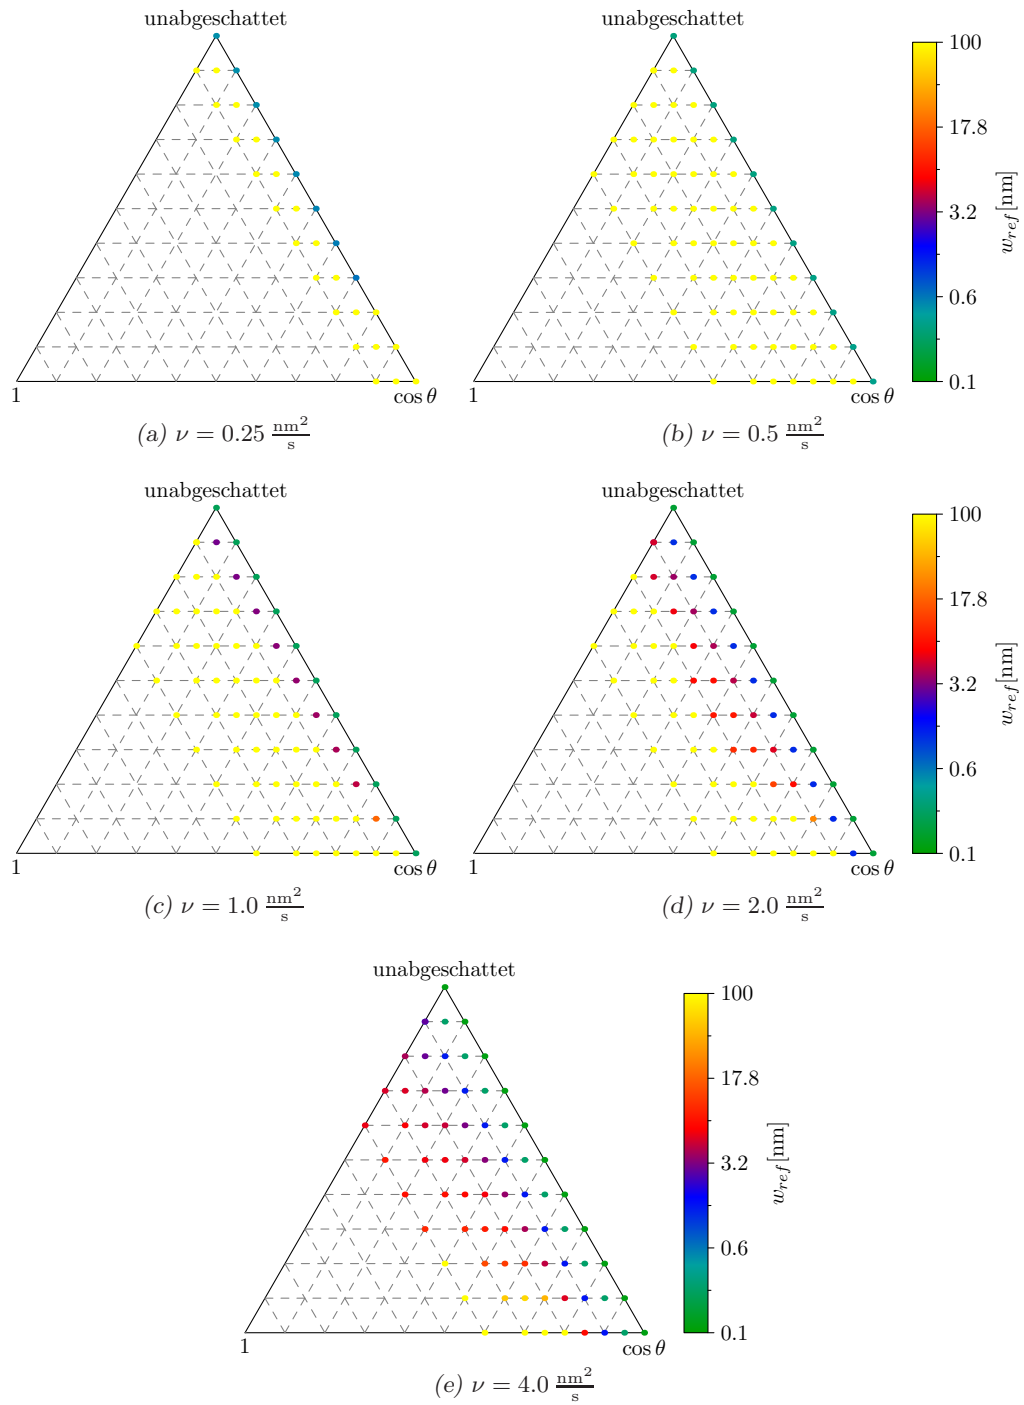 unabgeschattet
1
cos θ
(a) ν = 0.25 nm²/s
unabgeschattet
1
cos θ
(b) ν = 0.5 nm²/s
100
17.8
3.2
0.6
0.1
w_ref [nm]
unabgeschattet
1
cos θ
(c) ν = 1.0 nm²/s
unabgeschattet
1
cos θ
(d) ν = 2.0 nm²/s
100
17.8
3.2
0.6
0.1
w_ref [nm]
unabgeschattet
1
cos θ
(e) ν = 4.0 nm²/s
100
17.8
3.2
0.6
0.1
w_ref [nm]